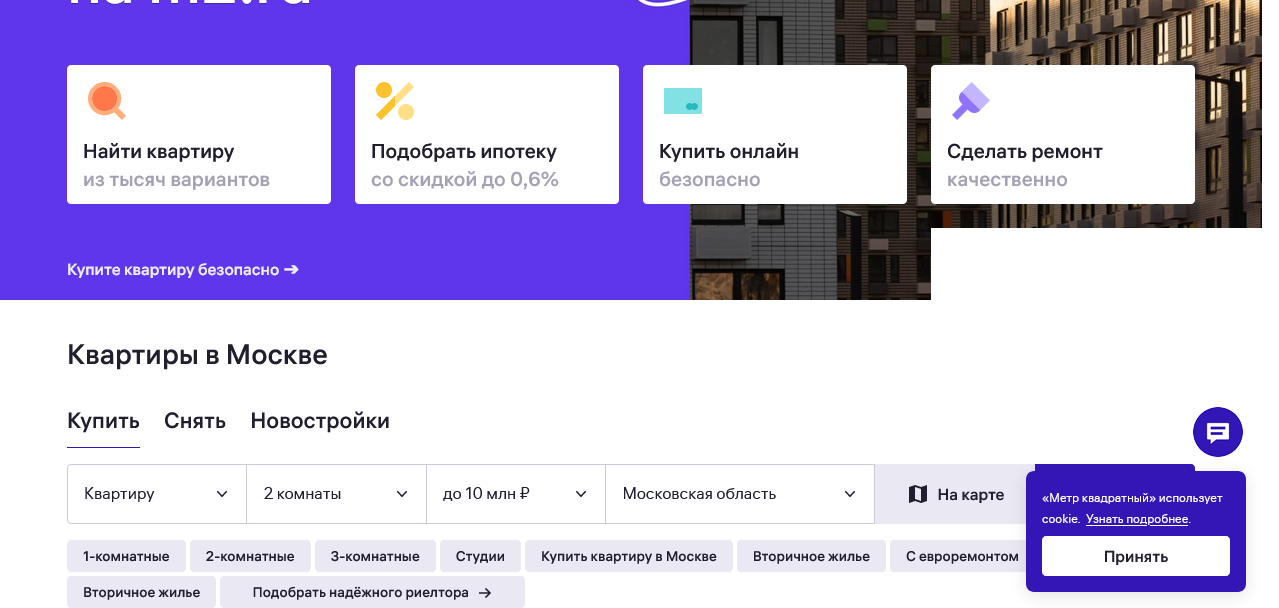 Найти квартиру
из тысяч вариантов
Подобрать ипотеку
со скидкой до 0,6%
Купить онлайн
безопасно
Сделать ремонт
качественно
Купите квартиру безопасно ➔
Квартиры в Москве
Купить Снять Новостройки
Квартиру 2 комнаты до 10 млн ₽ Московская область На карте
1-комнатные 2-комнатные 3-комнатные Студии Купить квартиру в Москве Вторичное жилье С евроремонтом
Вторичное жилье Подобрать надёжного риелтора →
«Метр квадратный» использует
cookie. Узнать подробнее.
Принять